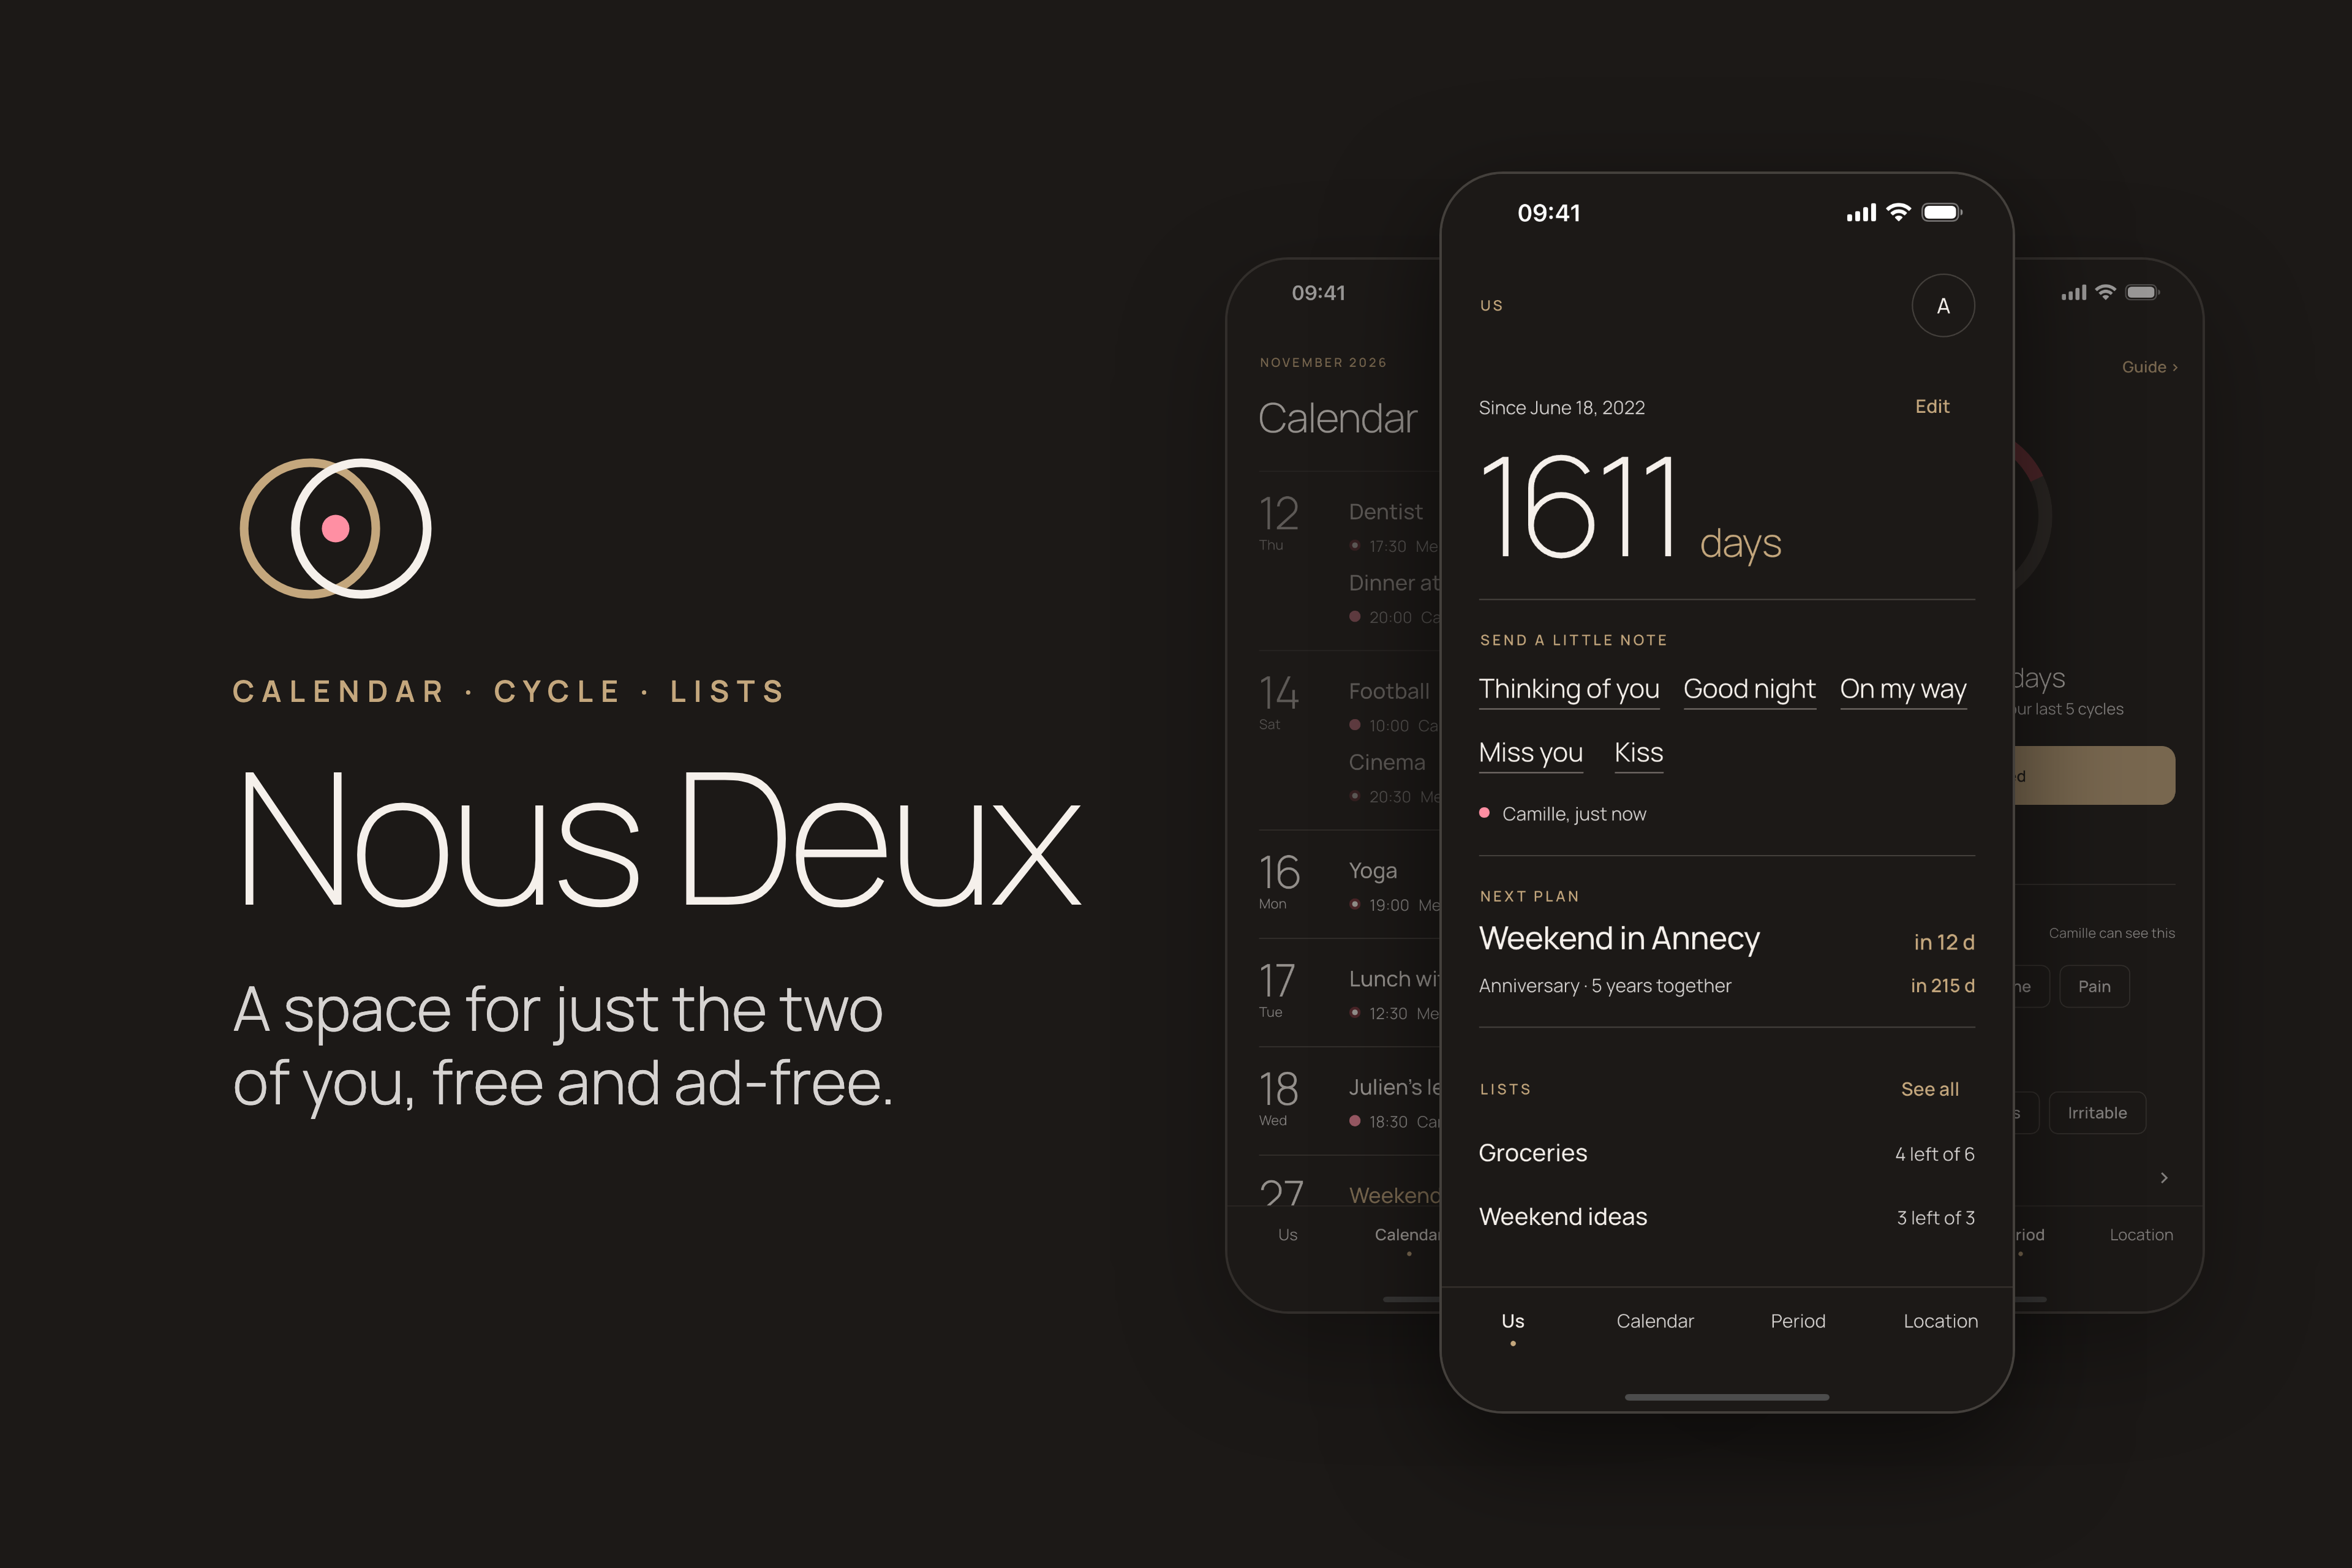 CALENDAR · CYCLE · LISTS
Nous Deux
A space for just the two
of you, free and ad-free.
09:41
NOVEMBER 2026
Calendar
12
Thu
Dentist
17:30
Dinner at
20:00
14
Sat
Football
10:00
Cinema
20:30
16
Mon
Yoga
19:00
17
Tue
Lunch
12:30
18
Wed
Julien's
18:30
27
Weekend
Us
09:41
US
A
Since June 18, 2022
Edit
1611 days
SEND A LITTLE NOTE
Thinking of you Good night On my way
Miss you Kiss
Camille, just now
NEXT PLAN
Weekend in Annecy in 12 d
Anniversary · 5 years together in 215 d
LISTS See all
Groceries 4 left of 6
Weekend ideas 3 left of 3
Us Calendar Period Location
Guide ›
days
last 5 cycles
Camille can see this
Pain
Irritable
Location